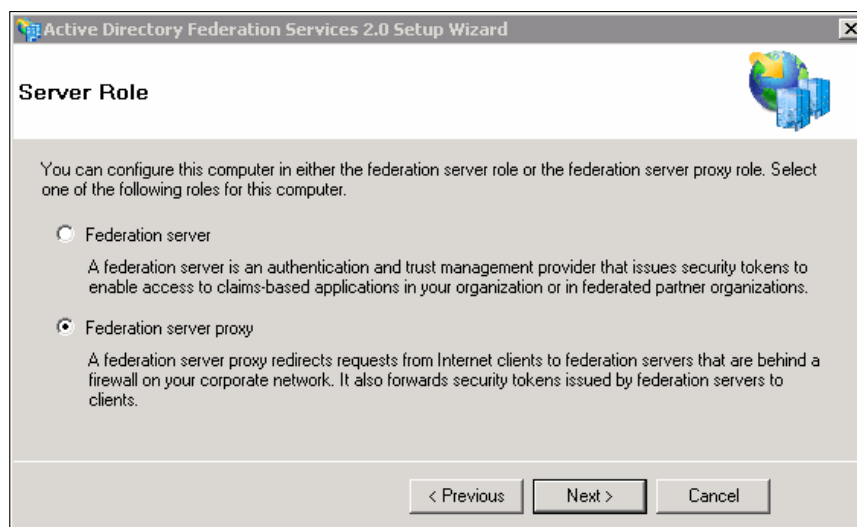 Active Directory Federation Services 2.0 Setup Wizard
Server Role
You can configure this computer in either the federation server role or the federation server proxy role. Select
one of the following roles for this computer.
Federation server
A federation server is an authentication and trust management provider that issues security tokens to
enable access to claims-based applications in your organization or in federated partner organizations.
Federation server proxy
A federation server proxy redirects requests from Internet clients to federation servers that are behind a
firewall on your corporate network. It also forwards security tokens issued by federation servers to
clients.
< Previous
Next >
Cancel